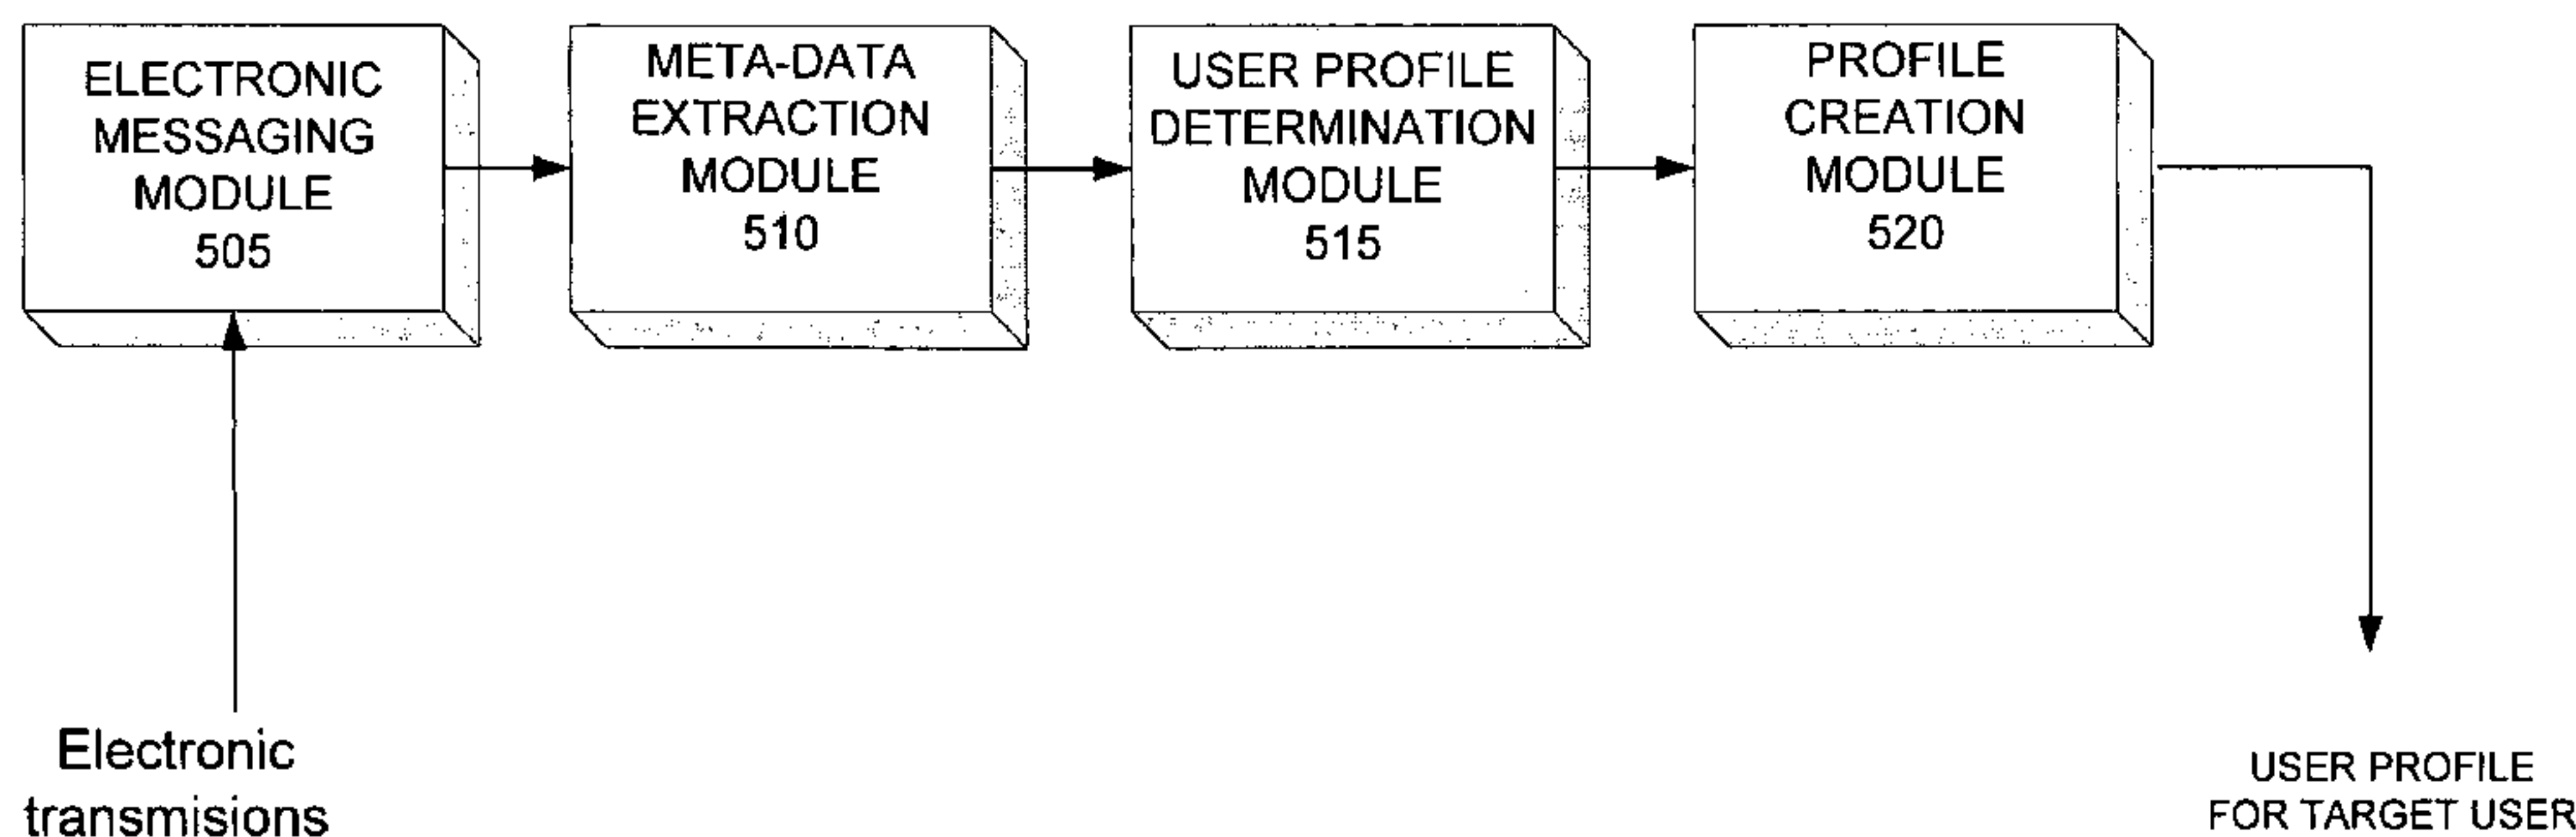 ELECTRONIC
MESSAGING
MODULE
505
META-DATA
EXTRACTION
MODULE
510
USER PROFILE
DETERMINATION
MODULE
515
PROFILE
CREATION
MODULE
520
Electronic
transmisions
USER PROFILE
FOR TARGET USER